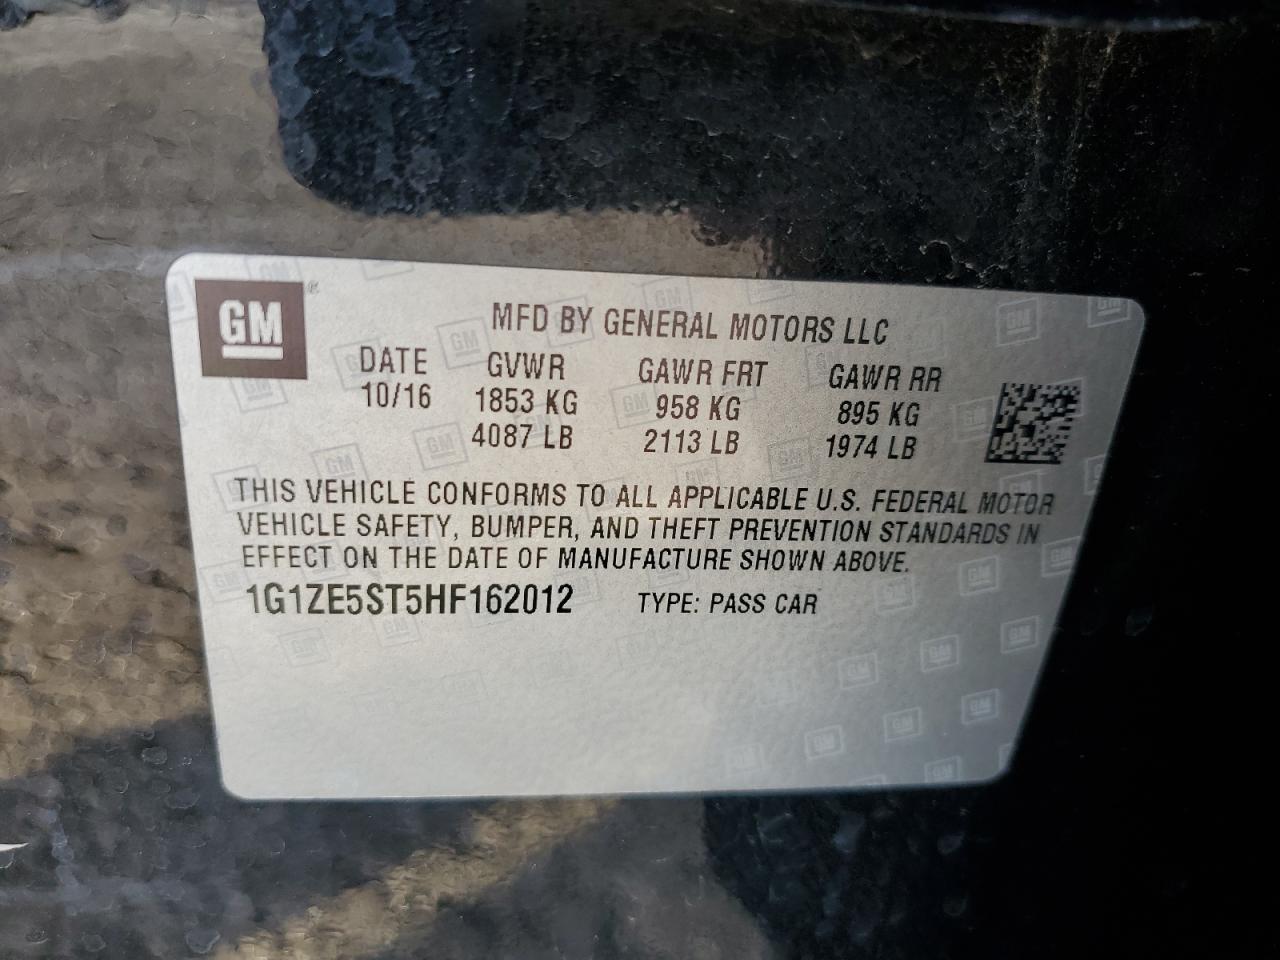 GM®
MFD BY GENERAL MOTORS LLC
DATE GVWR GAWR FRT GAWR RR
10/16 1853 KG 958 KG 895 KG
4087 LB 2113 LB 1974 LB
THIS VEHICLE CONFORMS TO ALL APPLICABLE U.S. FEDERAL MOTOR
VEHICLE SAFETY, BUMPER, AND THEFT PREVENTION STANDARDS IN
EFFECT ON THE DATE OF MANUFACTURE SHOWN ABOVE.
1G1ZE5ST5HF162012 TYPE: PASS CAR